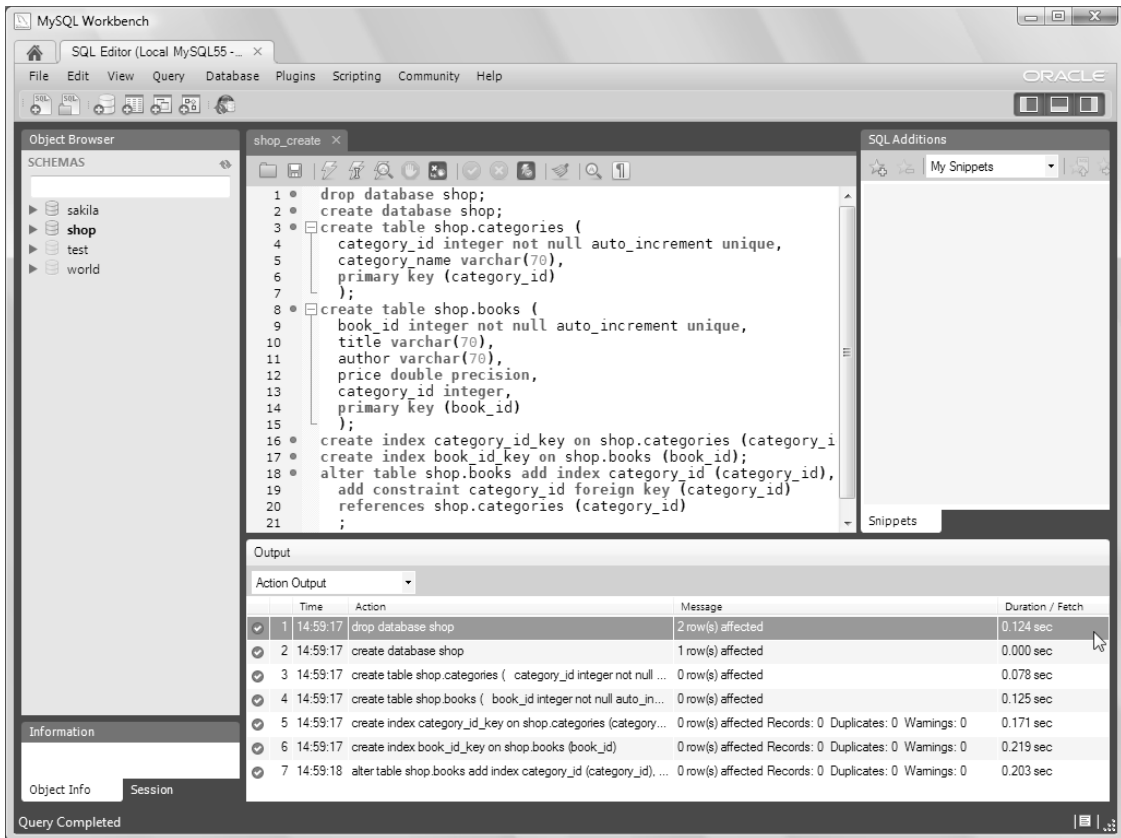 MySQL Workbench
SQL Editor (Local MySQL55 -...
File Edit View Query Database Plugins Scripting Community Help
ORACLE
Object Browser
SCHEMAS
sakila
shop
test
world
Information
Object Info Session
shop_create
1 drop database shop;
2 create database shop;
3 create table shop.categories (
4 category_id integer not null auto_increment unique,
5 category_name varchar(70),
6 primary key (category_id)
7 );
8 create table shop.books (
9 book_id integer not null auto_increment unique,
10 title varchar(70),
11 author varchar(70),
12 price double precision,
13 category_id integer,
14 primary key (book_id)
15 );
16 create index category_id_key on shop.categories (category_i
17 create index book_id_key on shop.books (book_id);
18 alter table shop.books add index category_id (category_id),
19 add constraint category_id foreign key (category_id)
20 references shop.categories (category_id)
21 ;
SQL Additions
My Snippets
Snippets
Output
Action Output
Time Action Message Duration / Fetch
1 14:59:17 drop database shop 2 row(s) affected 0.124 sec
2 14:59:17 create database shop 1 row(s) affected 0.000 sec
3 14:59:17 create table shop.categories ( category_id integer not null ... 0 row(s) affected 0.078 sec
4 14:59:17 create table shop.books ( book_id integer not null auto_in... 0 row(s) affected 0.125 sec
5 14:59:17 create index category_id_key on shop.categories (category... 0 row(s) affected Records: 0 Duplicates: 0 Warnings: 0 0.171 sec
6 14:59:17 create index book_id_key on shop.books (book_id) 0 row(s) affected Records: 0 Duplicates: 0 Warnings: 0 0.219 sec
7 14:59:18 alter table shop.books add index category_id (category_id), ... 0 row(s) affected Records: 0 Duplicates: 0 Warnings: 0 0.203 sec
Query Completed